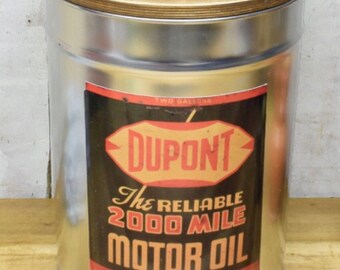 TWO GALLONS
DUPONT
The RELIABLE
2000 MILE
MOTOR OIL